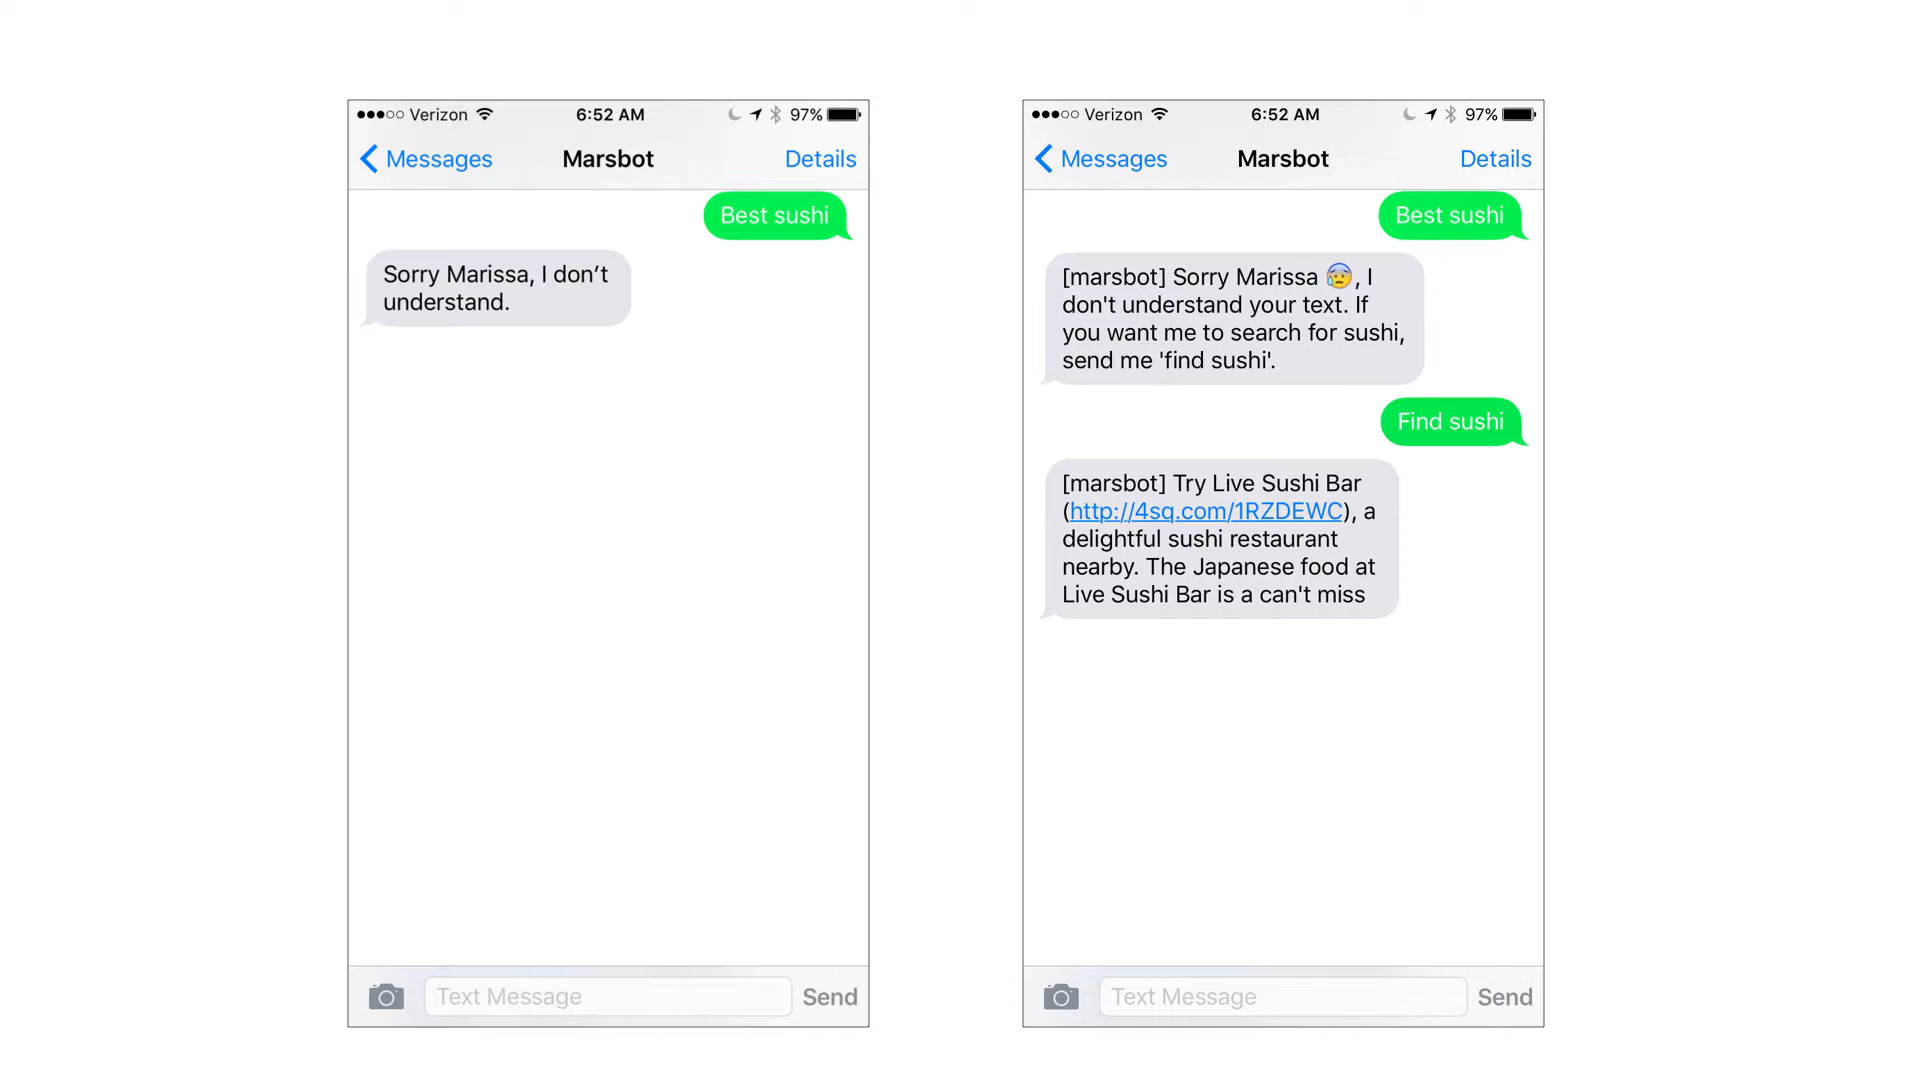 Verizon 6:52 AM 97%
Messages Marsbot Details
Best sushi
Sorry Marissa, I don’t
understand.
Text Message Send
Verizon 6:52 AM 97%
Messages Marsbot Details
Best sushi
[marsbot] Sorry Marissa 😰, I
don't understand your text. If
you want me to search for sushi,
send me 'find sushi'.
Find sushi
[marsbot] Try Live Sushi Bar
(http://4sq.com/1RZDEWC), a
delightful sushi restaurant
nearby. The Japanese food at
Live Sushi Bar is a can't miss
Text Message Send